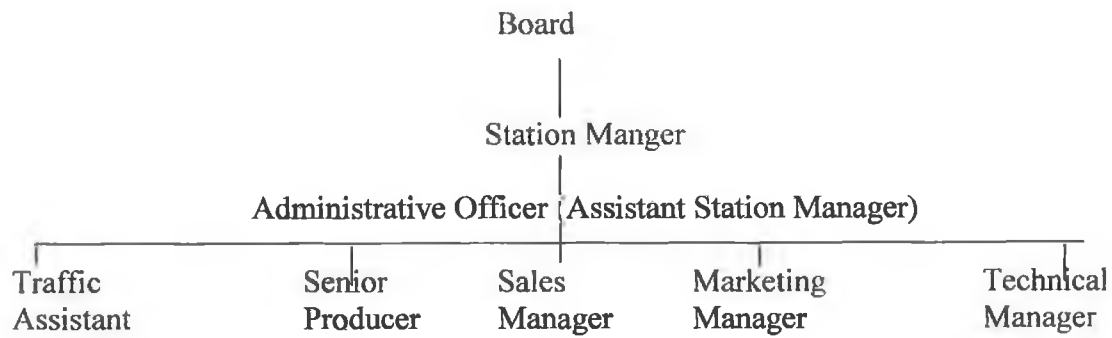 Board
Station Manger
Administrative Officer (Assistant Station Manager)
Traffic Senior Sales Marketing Technical
Assistant Producer Manager Manager Manager